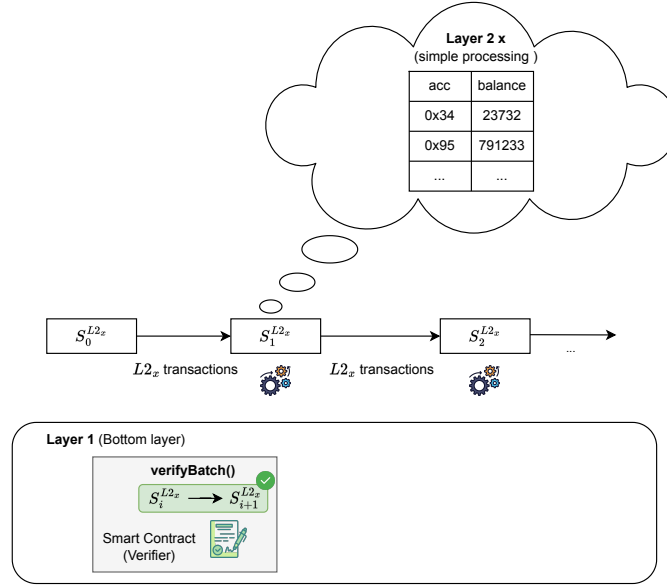 Layer 2 x
(simple processing )
acc balance
0x34 23732
0x95 791233
... ...
$S_0^{L2_x}$ $S_1^{L2_x}$ $S_2^{L2_x}$ ...
$L2_x$ transactions $L2_x$ transactions
Layer 1 (Bottom layer)
verifyBatch()
$S_i^{L2_x}$ ⟶ $S_{i+1}^{L2_x}$
Smart Contract
(Verifier)